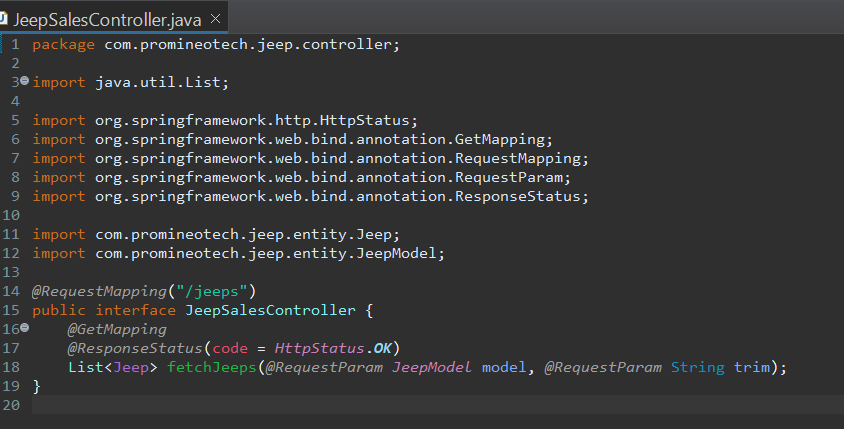 JeepSalesController.java ×
1 package com.promineotech.jeep.controller;
2
3 import java.util.List;
4
5 import org.springframework.http.HttpStatus;
6 import org.springframework.web.bind.annotation.GetMapping;
7 import org.springframework.web.bind.annotation.RequestMapping;
8 import org.springframework.web.bind.annotation.RequestParam;
9 import org.springframework.web.bind.annotation.ResponseStatus;
10
11 import com.promineotech.jeep.entity.Jeep;
12 import com.promineotech.jeep.entity.JeepModel;
13
14 @RequestMapping("/jeeps")
15 public interface JeepSalesController {
16     @GetMapping
17     @ResponseStatus(code = HttpStatus.OK)
18     List<Jeep> fetchJeeps(@RequestParam JeepModel model, @RequestParam String trim);
19 }
20